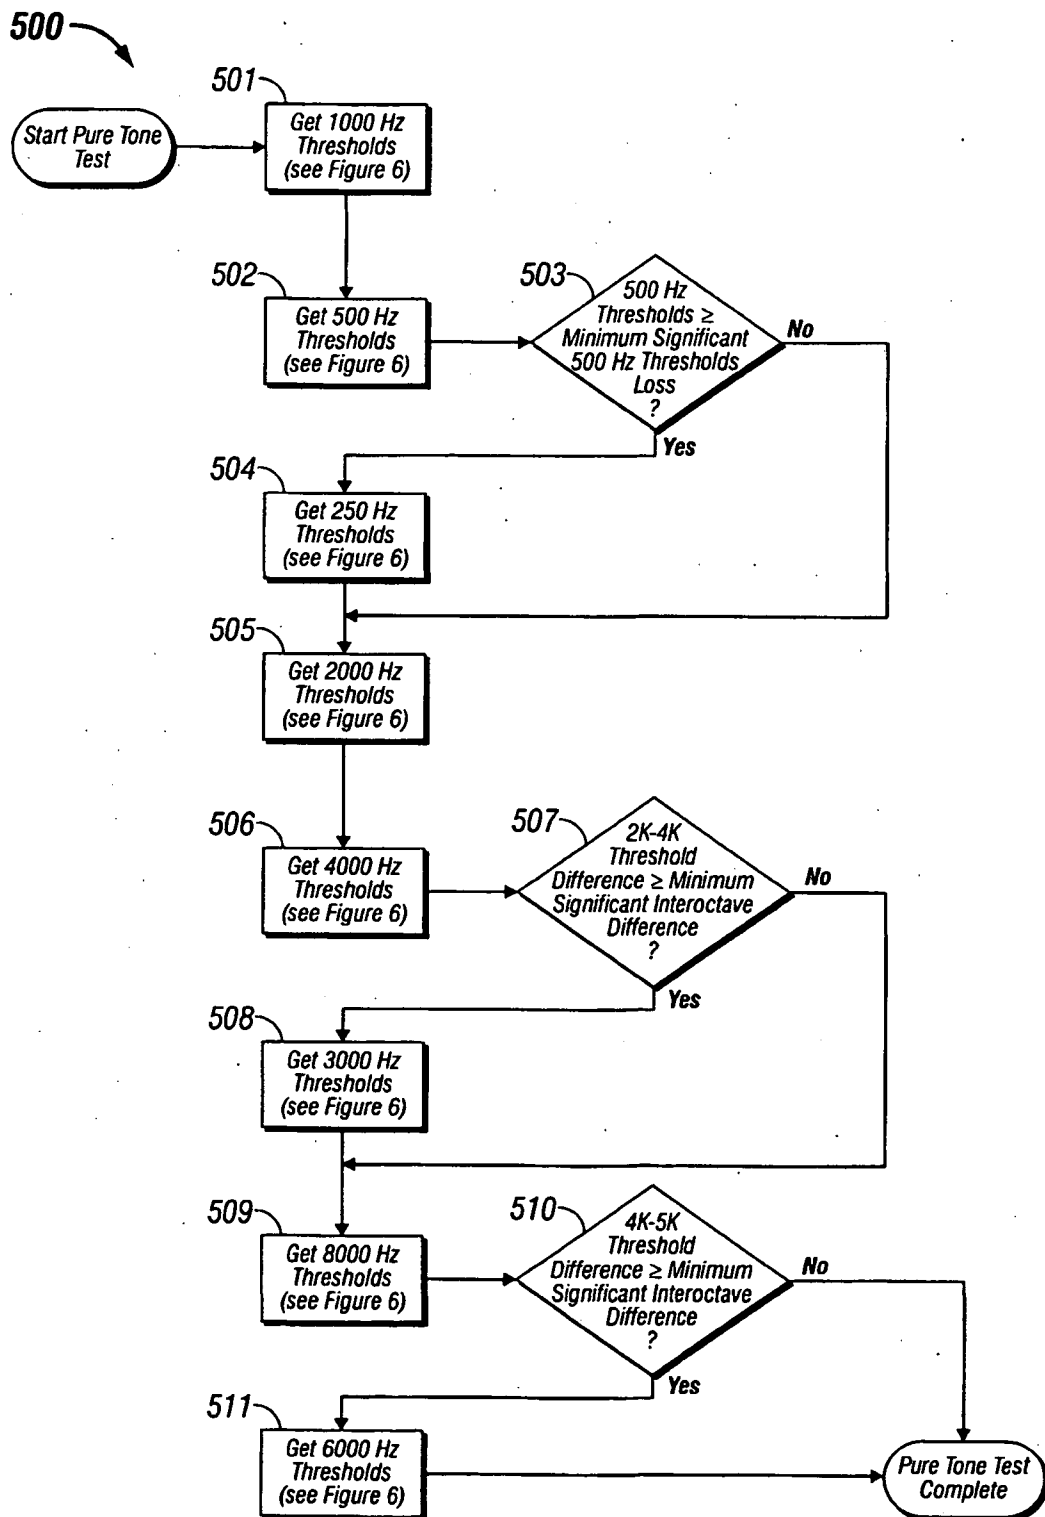 500
501
Start Pure Tone
Test
Get 1000 Hz
Thresholds
(see Figure 6)
502
Get 500 Hz
Thresholds
(see Figure 6)
503
500 Hz
Thresholds ≥
Minimum Significant
500 Hz Thresholds
Loss
?
No
Yes
504
Get 250 Hz
Thresholds
(see Figure 6)
505
Get 2000 Hz
Thresholds
(see Figure 6)
506
Get 4000 Hz
Thresholds
(see Figure 6)
507
2K-4K
Threshold
Difference ≥ Minimum
Significant Interoctave
Difference
?
No
Yes
508
Get 3000 Hz
Thresholds
(see Figure 6)
509
Get 8000 Hz
Thresholds
(see Figure 6)
510
4K-5K
Threshold
Difference ≥ Minimum
Significant Interoctave
Difference
?
No
Yes
511
Get 6000 Hz
Thresholds
(see Figure 6)
Pure Tone Test
Complete